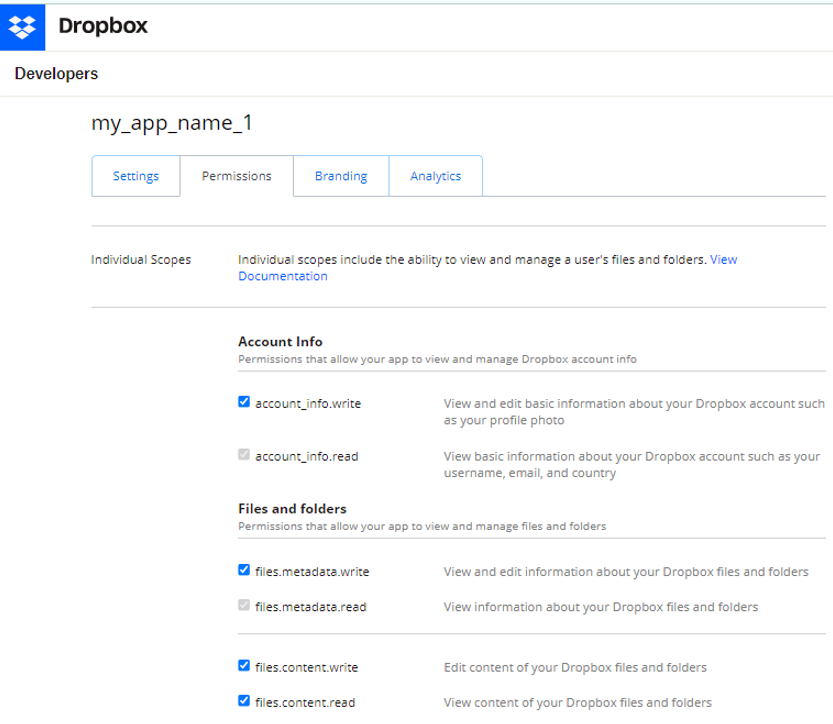 Dropbox
Developers
my_app_name_1
Settings
Permissions
Branding
Analytics
Individual Scopes
Individual scopes include the ability to view and manage a user's files and folders. View
Documentation
Account Info
Permissions that allow your app to view and manage Dropbox account info
account_info.write
View and edit basic information about your Dropbox account such
as your profile photo
account_info.read
View basic information about your Dropbox account such as your
username, email, and country
Files and folders
Permissions that allow your app to view and manage files and folders
files.metadata.write
View and edit information about your Dropbox files and folders
files.metadata.read
View information about your Dropbox files and folders
files.content.write
Edit content of your Dropbox files and folders
files.content.read
View content of your Dropbox files and folders